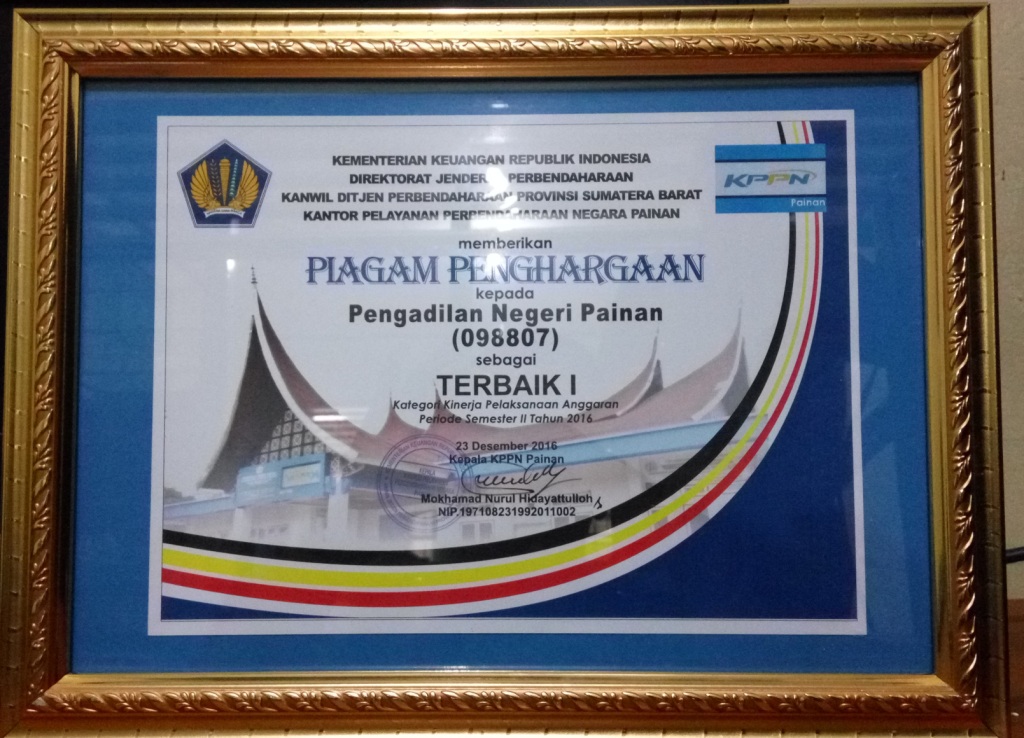 KEMENTERIAN KEUANGAN REPUBLIK INDONESIA
DIREKTORAT JENDERAL PERBENDAHARAAN
KANWIL DITJEN PERBENDAHARAAN PROVINSI SUMATERA BARAT
KANTOR PELAYANAN PERBENDAHARAAN NEGARA PAINAN
KPPN
Painan
memberikan
PIAGAM PENGHARGAAN
kepada
Pengadilan Negeri Painan
(098807)
sebagai
TERBAIK I
Kategori Kinerja Pelaksanaan Anggaran
Periode Semester II Tahun 2016
23 Desember 2016
Kepala KPPN Painan
Mokhamad Nurul Hidayattulloh
NIP.197108231992011002